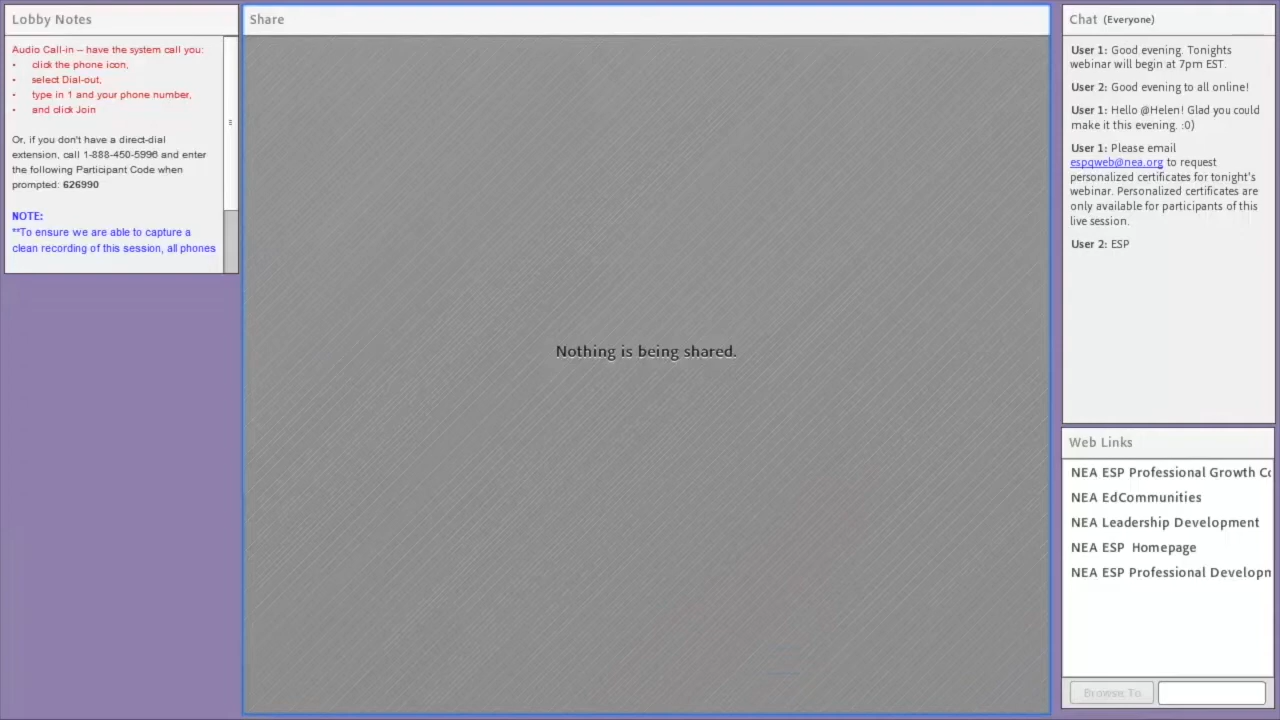 Lobby Notes
Audio Call-in – have the system call you:
• click the phone icon,
• select Dial-out,
• type in 1 and your phone number,
• and click Join
Or, if you don't have a direct-dial
extension, call 1-888-450-5996 and enter
the following Participant Code when
prompted: 626990
NOTE:
**To ensure we are able to capture a
clean recording of this session, all phones
Share
Nothing is being shared.
Chat (Everyone)
User 1: Good evening. Tonights
webinar will begin at 7pm EST.
User 2: Good evening to all online!
User 1: Hello @Helen! Glad you could
make it this evening. :0)
User 1: Please email
espqweb@nea.org to request
personalized certificates for tonight's
webinar. Personalized certificates are
only available for participants of this
live session.
User 2: ESP
Web Links
NEA ESP Professional Growth Co
NEA EdCommunities
NEA Leadership Development
NEA ESP Homepage
NEA ESP Professional Developn
Browse To